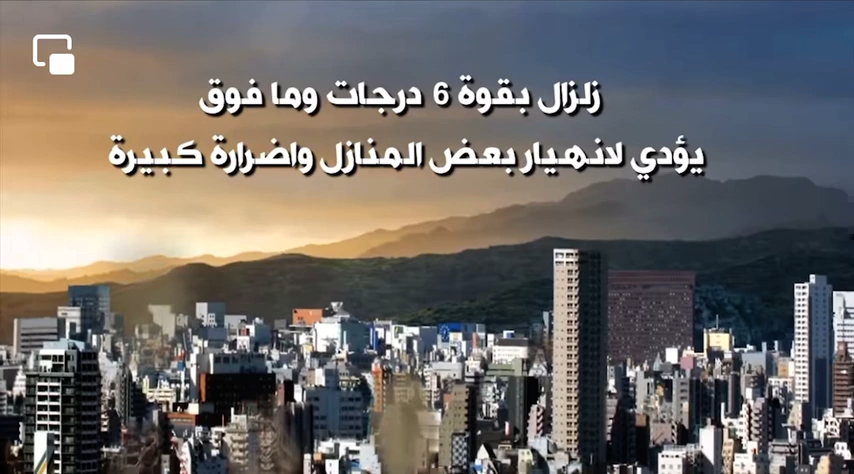 زلزال بقوة 6 درجات وما فوق
يؤدي لانهيار بعض المنازل واضرارة كبيرة